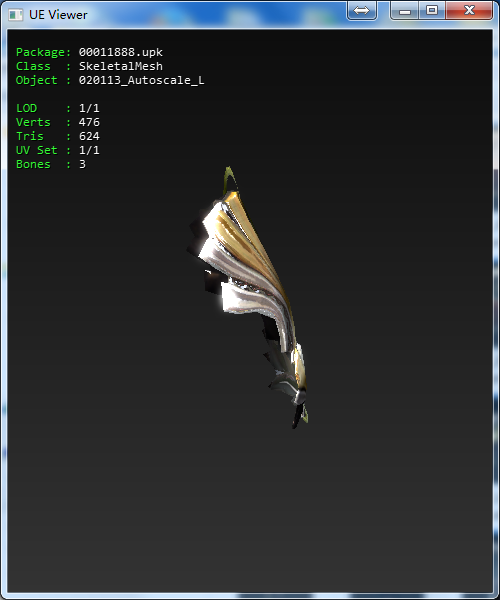 UE Viewer
Package: 00011888.upk
Class  : SkeletalMesh
Object : 020113_Autoscale_L
LOD    : 1/1
Verts  : 476
Tris   : 624
UV Set : 1/1
Bones  : 3